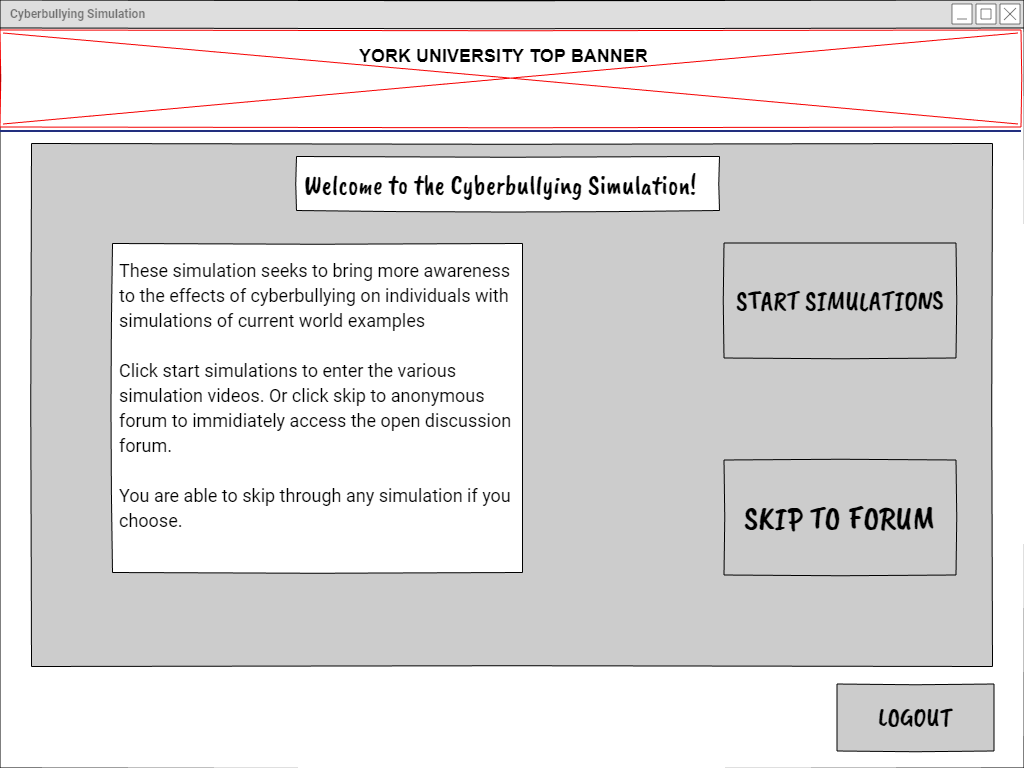 Cyberbullying Simulation
YORK UNIVERSITY TOP BANNER
Welcome to the Cyberbullying Simulation!
These simulation seeks to bring more awareness
to the effects of cyberbullying on individuals with
simulations of current world examples
Click start simulations to enter the various
simulation videos. Or click skip to anonymous
forum to immidiately access the open discussion
forum.
You are able to skip through any simulation if you
choose.
START SIMULATIONS
SKIP TO FORUM
LOGOUT